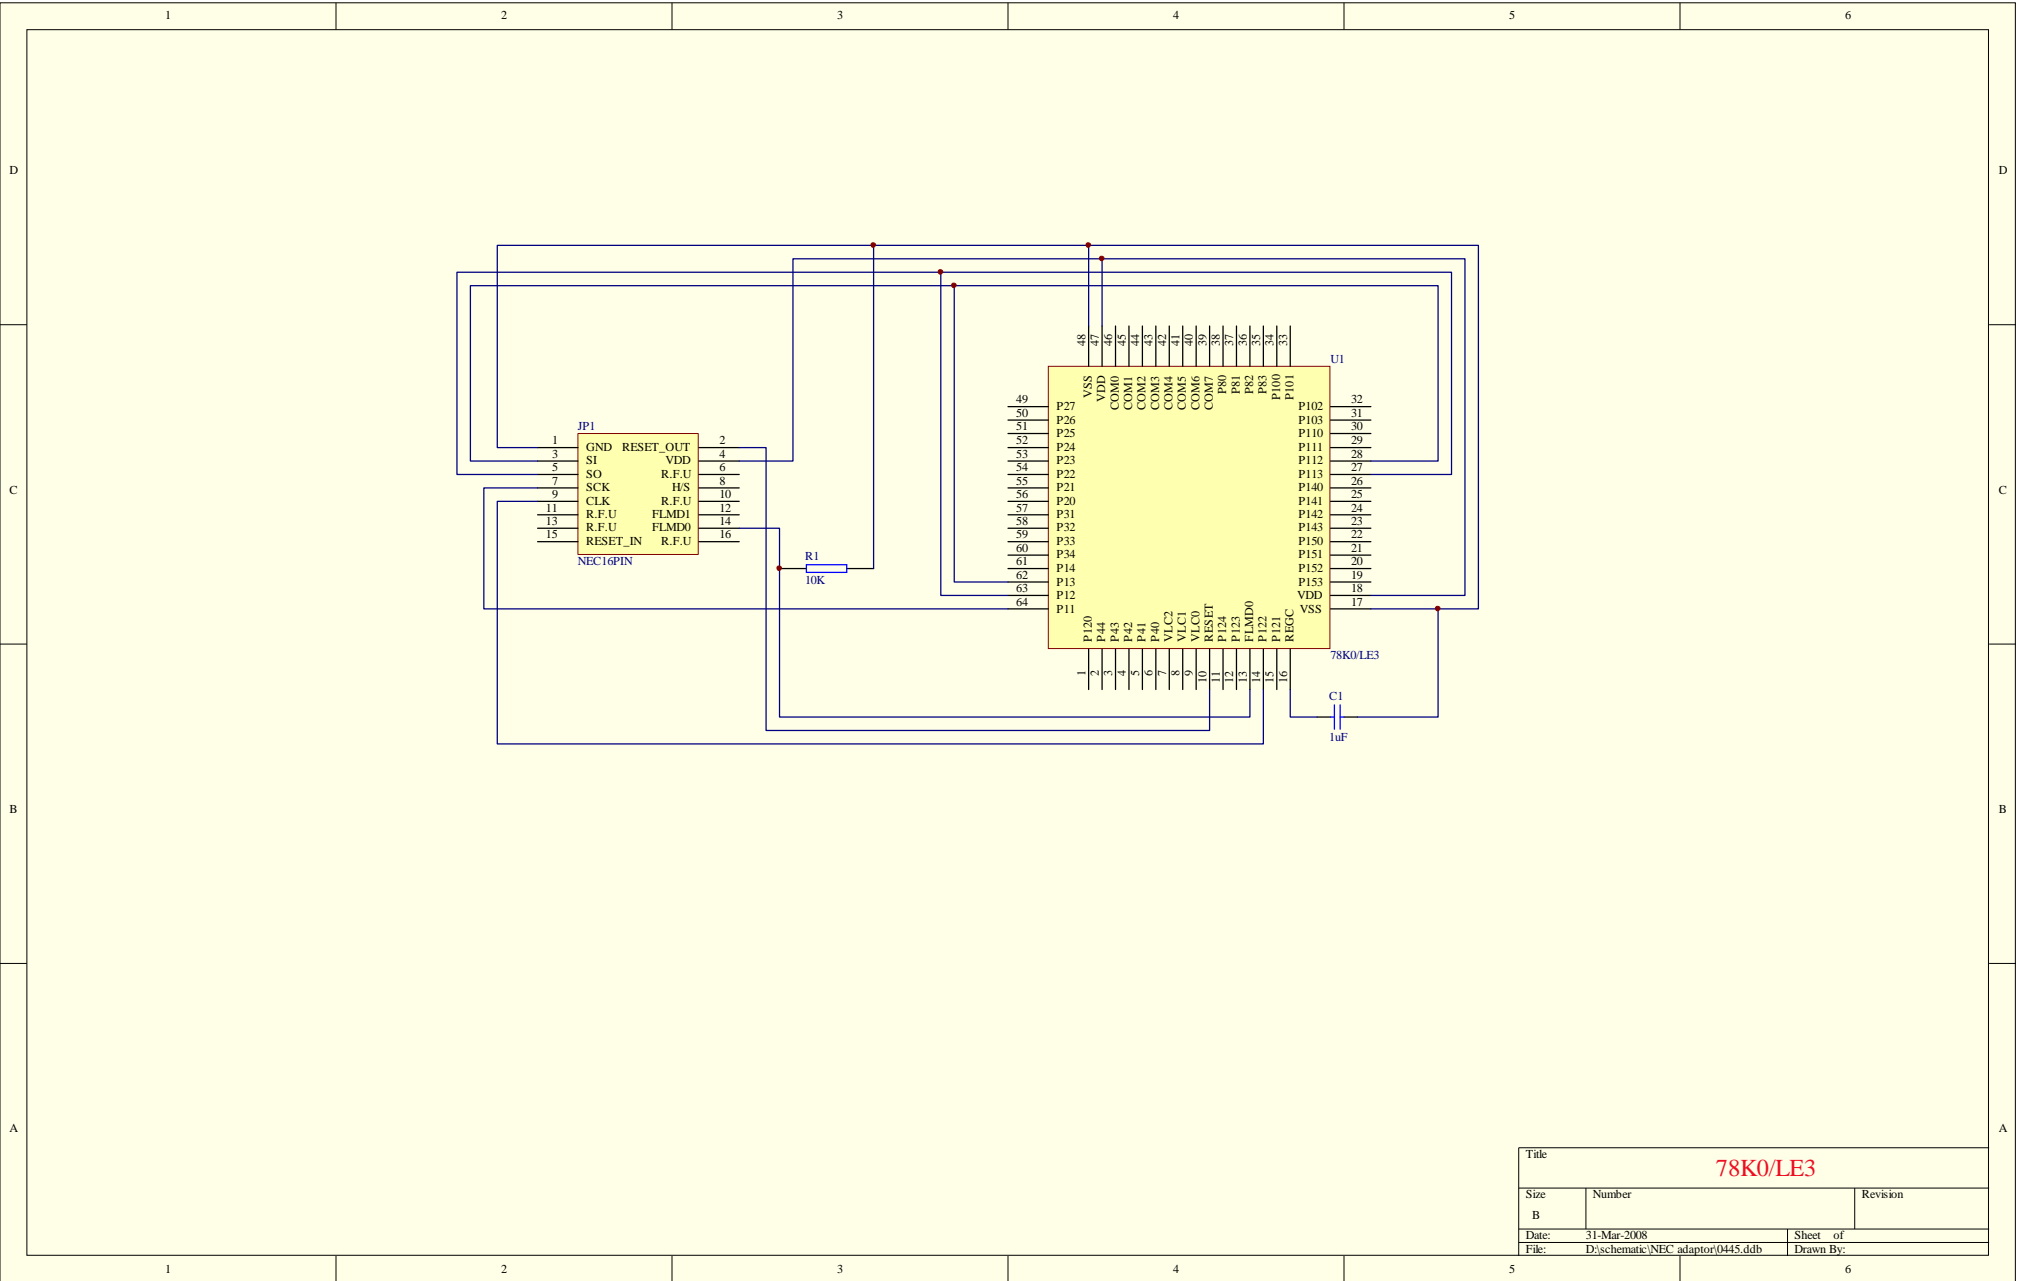 1 2 3 4 5 6
D D
C C
B B
A A
JP1
1 GND RESET_OUT 2
3 SI VDD 4
5 SO R.F.U 6
7 SCK H/S 8
9 CLK R.F.U 10
11 R.F.U FLMD1 12
13 R.F.U FLMD0 14
15 RESET_IN R.F.U 16
NEC16PIN
R1
10K
U1
48 47 46 45 44 43 42 41 40 39 38 37 36 35 34 33
VSS VDD COM0 COM1 COM2 COM3 COM4 COM5 COM6 COM7 P80 P81 P82 P83 P100 P101
49 P27 P102 32
50 P26 P103 31
51 P25 P110 30
52 P24 P111 29
53 P23 P112 28
54 P22 P113 27
55 P21 P140 26
56 P20 P141 25
57 P31 P142 24
58 P32 P143 23
59 P33 P150 22
60 P34 P151 21
61 P14 P152 20
62 P13 P153 19
63 P12 VDD 18
64 P11 VSS 17
P120 P44 P43 P42 P41 P40 VLC2 VLC1 VLC0 RESET P124 P123 FLMD0 P122 P121 REGC
1 2 3 4 5 6 7 8 9 10 11 12 13 14 15 16
78K0/LE3
C1
1uF
Title
78K0/LE3
Size Number Revision
B
Date: 31-Mar-2008 Sheet of
File: D:\schematic\NEC adaptor\0445.ddb Drawn By:
1 2 3 4 5 6